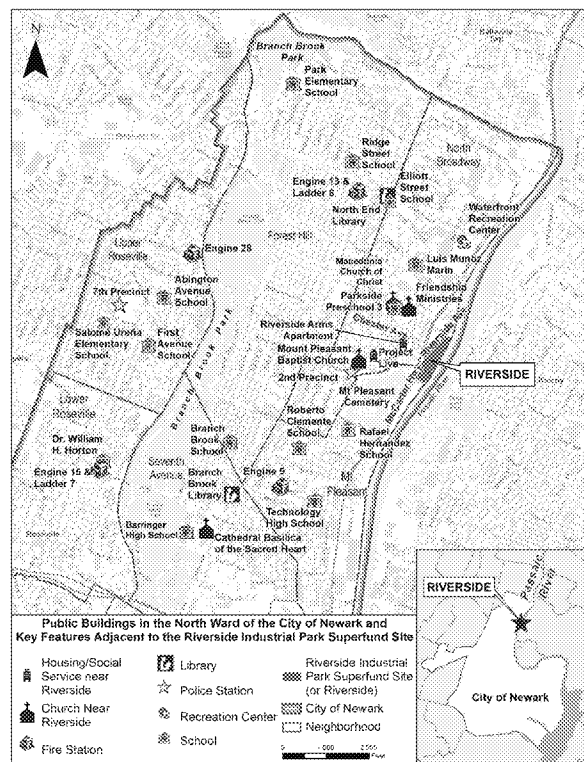 N
Branch Brook
Park
Park
Elementary
School
Ridge
Street
School
North
Broadway
Engine 13 &
Ladder 6
Elliott
Street
School
North End
Library
Waterfront
Recreation
Center
Forest Hill
Upper
Roseville
Engine 28
Macedonia
Church of
Christ
Luis Munoz
Marin
7th Precinct
Abington
Avenue
School
Parkside
Preschool 3
Friendship
Ministries
Chester Ave
Salome Urena
Elementary
School
First
Avenue
School
Riverside Arms
Apartment
Mount Pleasant
Baptist Church
Project
Live
RIVERSIDE
2nd Precinct
Mt Pleasant
Cemetery
Branch Brook Park
Lower
Roseville
Roberto
Clemente
School
Dr. William
H. Horton
Branch
Brook
School
Rafael
Hernandez
School
Engine 15 &
Ladder 7
Seventh
Avenue
Branch
Brook
Library
Engine 9
Mt
Pleasant
Technology
High School
Barringer
High School
Cathedral Basilica
of the Sacred Heart
RIVERSIDE
Passaic
River
City of Newark
Public Buildings in the North Ward of the City of Newark and
Key Features Adjacent to the Riverside Industrial Park Superfund Site
Housing/Social
Service near
Riverside
Church Near
Riverside
Fire Station
Library
Police Station
Recreation Center
School
Riverside Industrial
Park Superfund Site
(or Riverside)
City of Newark
Neighborhood
0
Feet